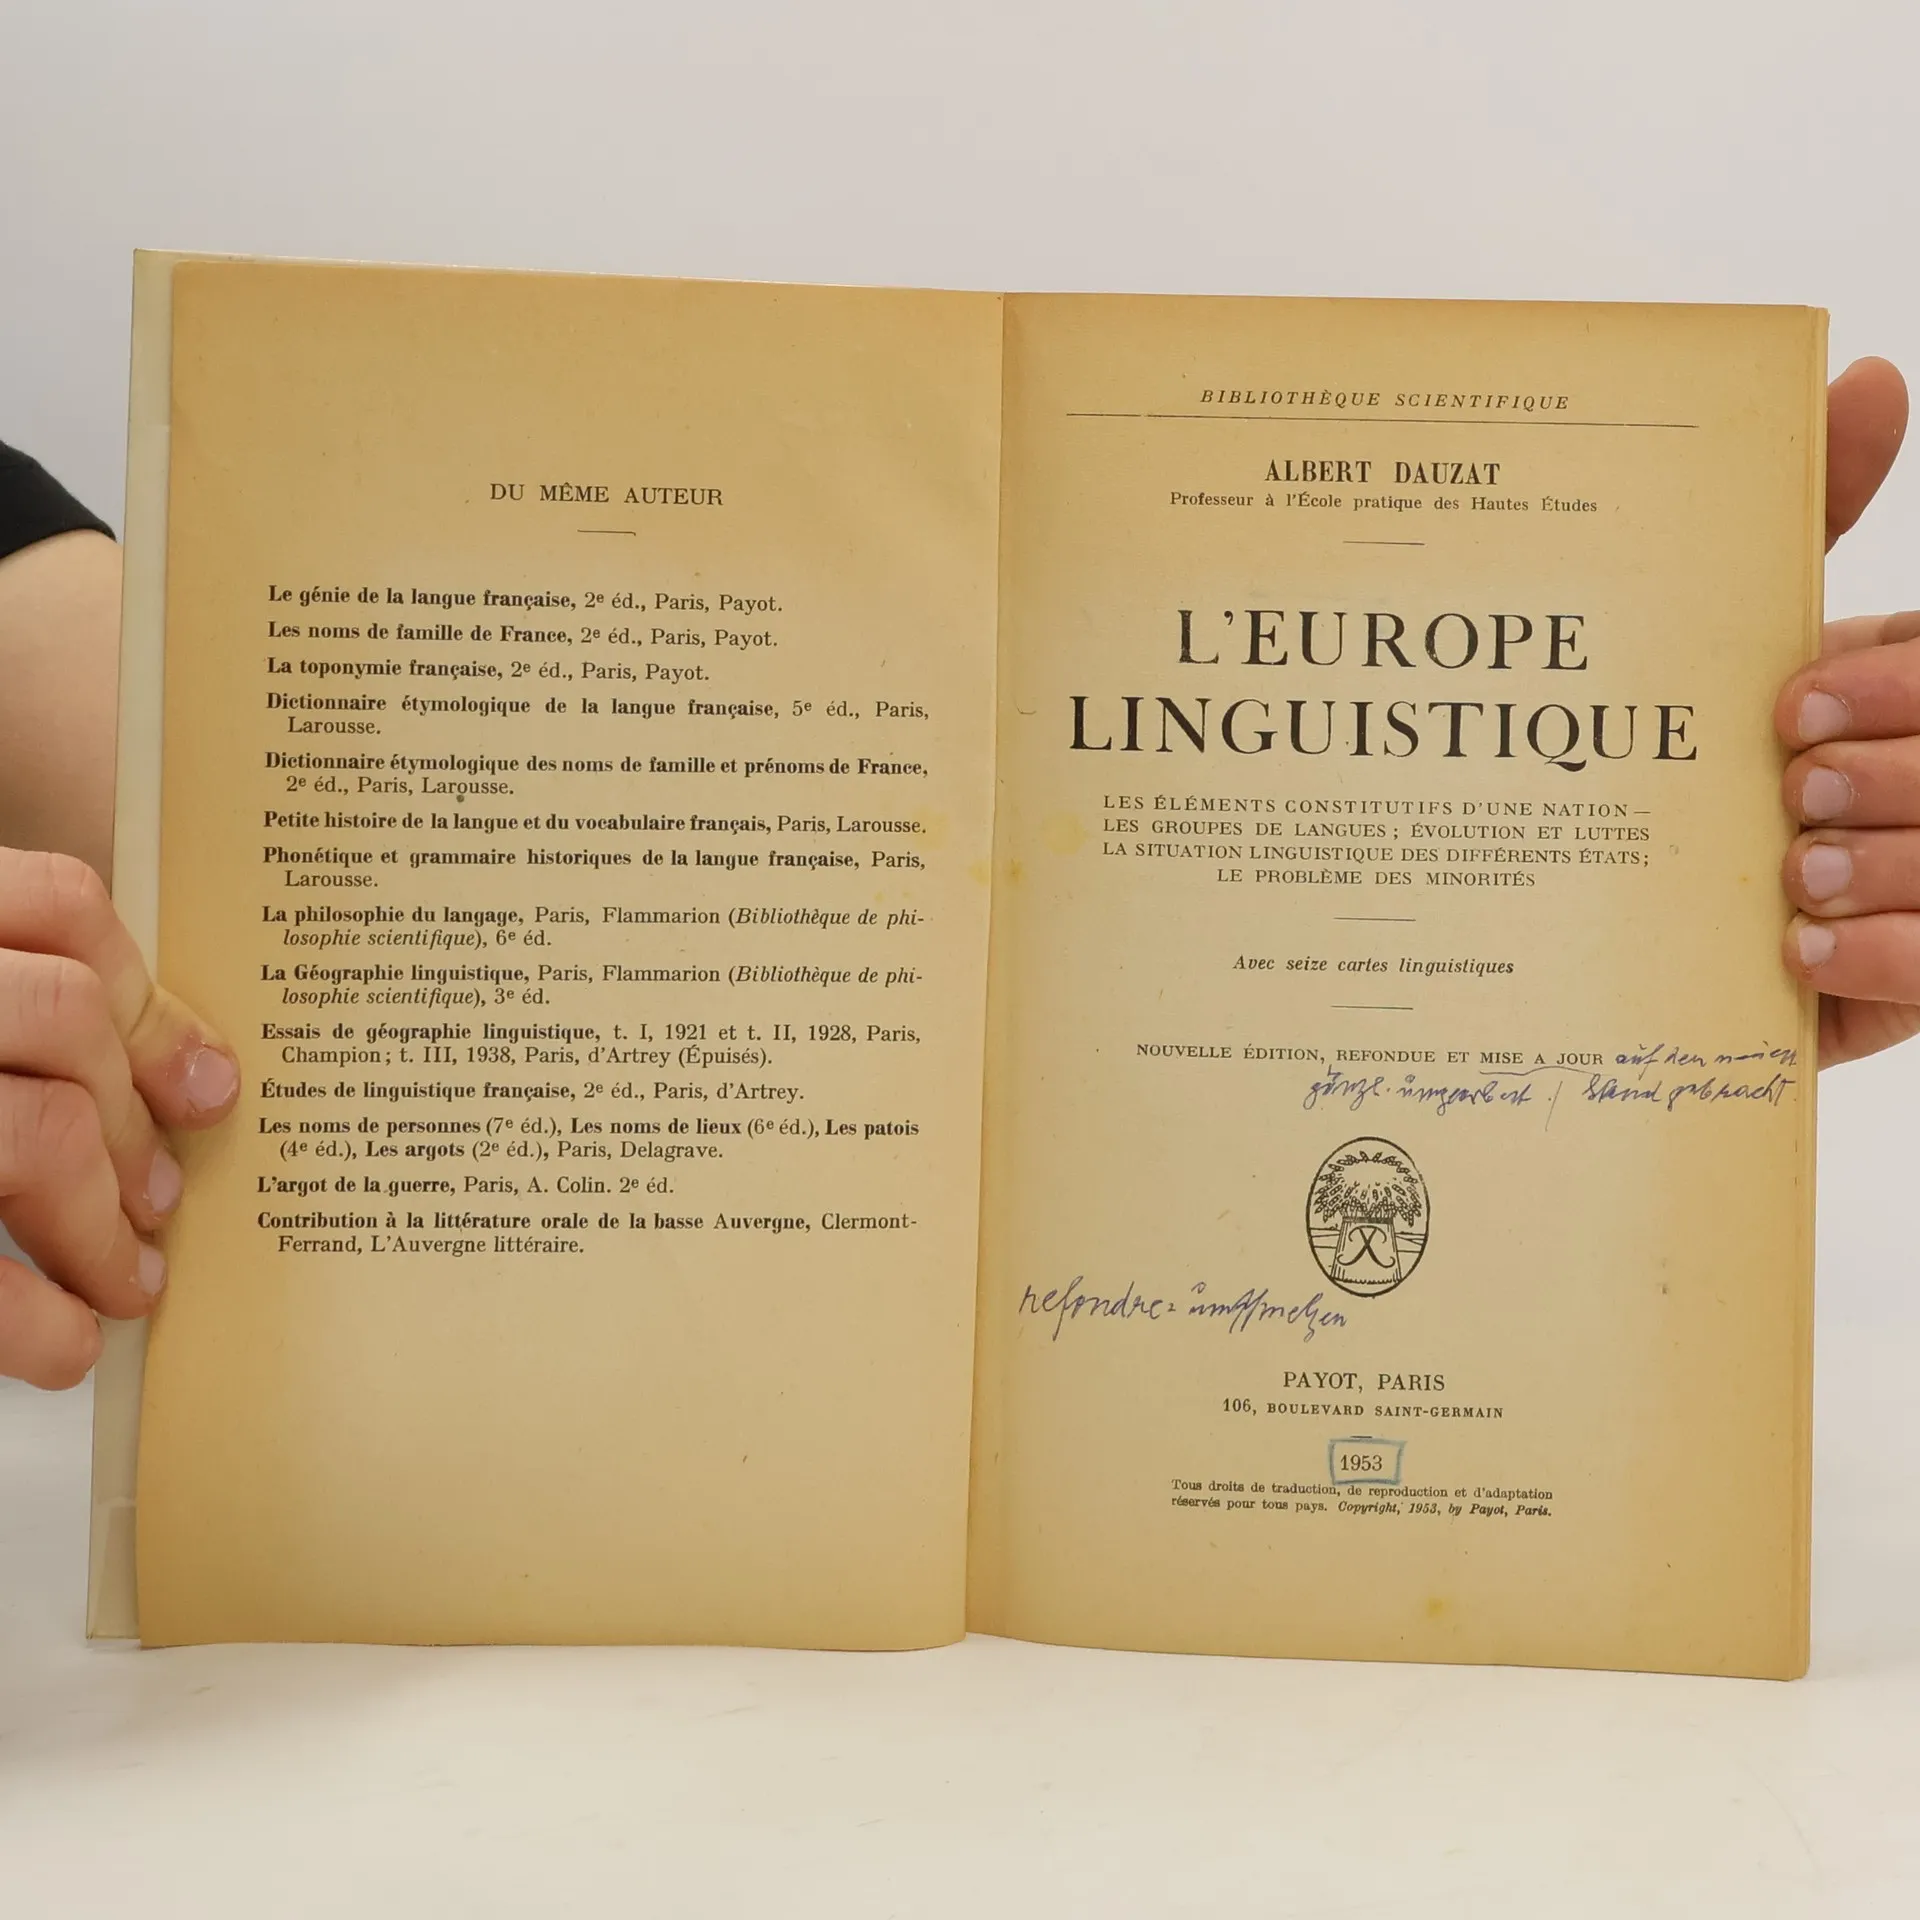 DU MÊME AUTEUR
Le génie de la langue française, 2e éd., Paris, Payot.
Les noms de famille de France, 2e éd., Paris, Payot.
La toponymie française, 2e éd., Paris, Payot.
Dictionnaire étymologique de la langue française, 5e éd., Paris,
Larousse.
Dictionnaire étymologique des noms de famille et prénoms de France,
2e éd., Paris, Larousse.
Petite histoire de la langue et du vocabulaire français, Paris, Larousse.
Phonétique et grammaire historiques de la langue française, Paris,
Larousse.
La philosophie du langage, Paris, Flammarion (Bibliothèque de phi-
losophie scientifique), 6e éd.
La Géographie linguistique, Paris, Flammarion (Bibliothèque de phi-
losophie scientifique), 3e éd.
Essais de géographie linguistique, t. I, 1921 et t. II, 1928, Paris,
Champion; t. III, 1938, Paris, d'Artrey (Épuisés).
Études de linguistique française, 2e éd., Paris, d'Artrey.
Les noms de personnes (7e éd.), Les noms de lieux (6e éd.), Les patois
(4e éd.), Les argots (2e éd.), Paris, Delagrave.
L'argot de la guerre, Paris, A. Colin. 2e éd.
Contribution à la littérature orale de la basse Auvergne, Clermont-
Ferrand, L'Auvergne littéraire.
BIBLIOTHÈQUE SCIENTIFIQUE
ALBERT DAUZAT
Professeur à l'École pratique des Hautes Études
L'EUROPE
LINGUISTIQUE
LES ÉLÉMENTS CONSTITUTIFS D'UNE NATION —
LES GROUPES DE LANGUES ; ÉVOLUTION ET LUTTES
LA SITUATION LINGUISTIQUE DES DIFFÉRENTS ÉTATS ;
LE PROBLÈME DES MINORITÉS
Avec seize cartes linguistiques
NOUVELLE ÉDITION, REFONDUE ET MISE A JOUR auf den neuen
gänzl. umgearbeit / Stand gebracht
refondre = umschmelzen
PAYOT, PARIS
106, BOULEVARD SAINT-GERMAIN
1953
Tous droits de traduction, de reproduction et d'adaptation
réservés pour tous pays. Copyright, 1953, by Payot, Paris.